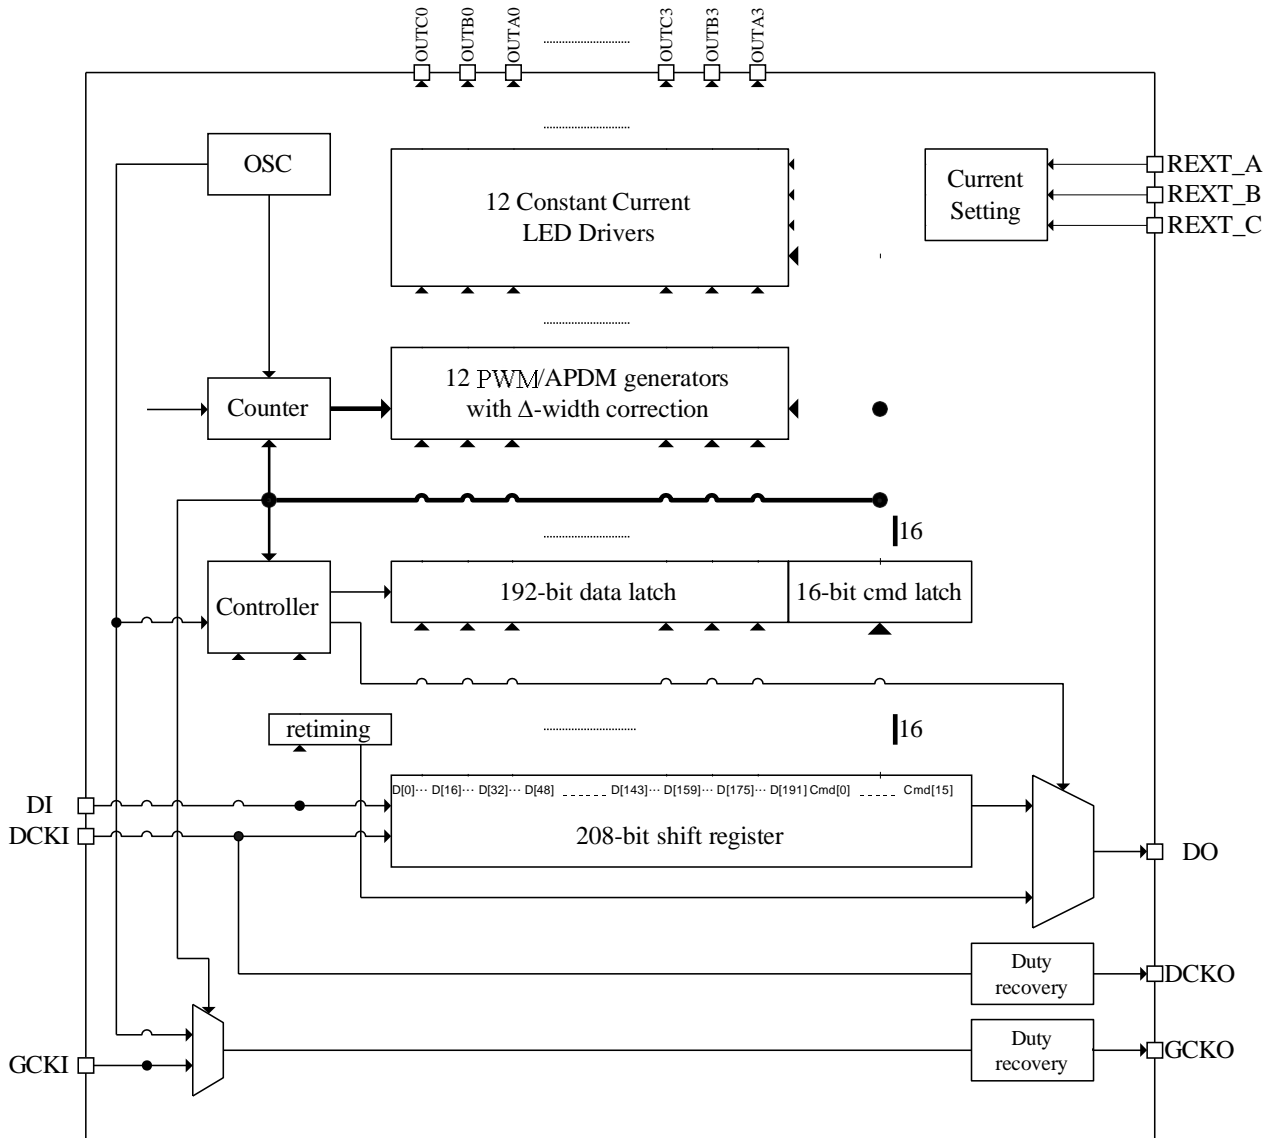 OUTC0 OUTB0 OUTA0 OUTC3 OUTB3 OUTA3
OSC
12 Constant Current
LED Drivers
Current
Setting
REXT_A
REXT_B
REXT_C
Counter
12 PWM/APDM generators
with Δ-width correction
16
Controller
192-bit data latch
16-bit cmd latch
retiming
16
D[0]··· D[16]··· D[32]··· D[48] ------ D[143]··· D[159]··· D[175]··· D[191] Cmd[0] ----- Cmd[15]
208-bit shift register
DI
DCKI
DO
Duty
recovery
DCKO
Duty
recovery
GCKI
GCKO